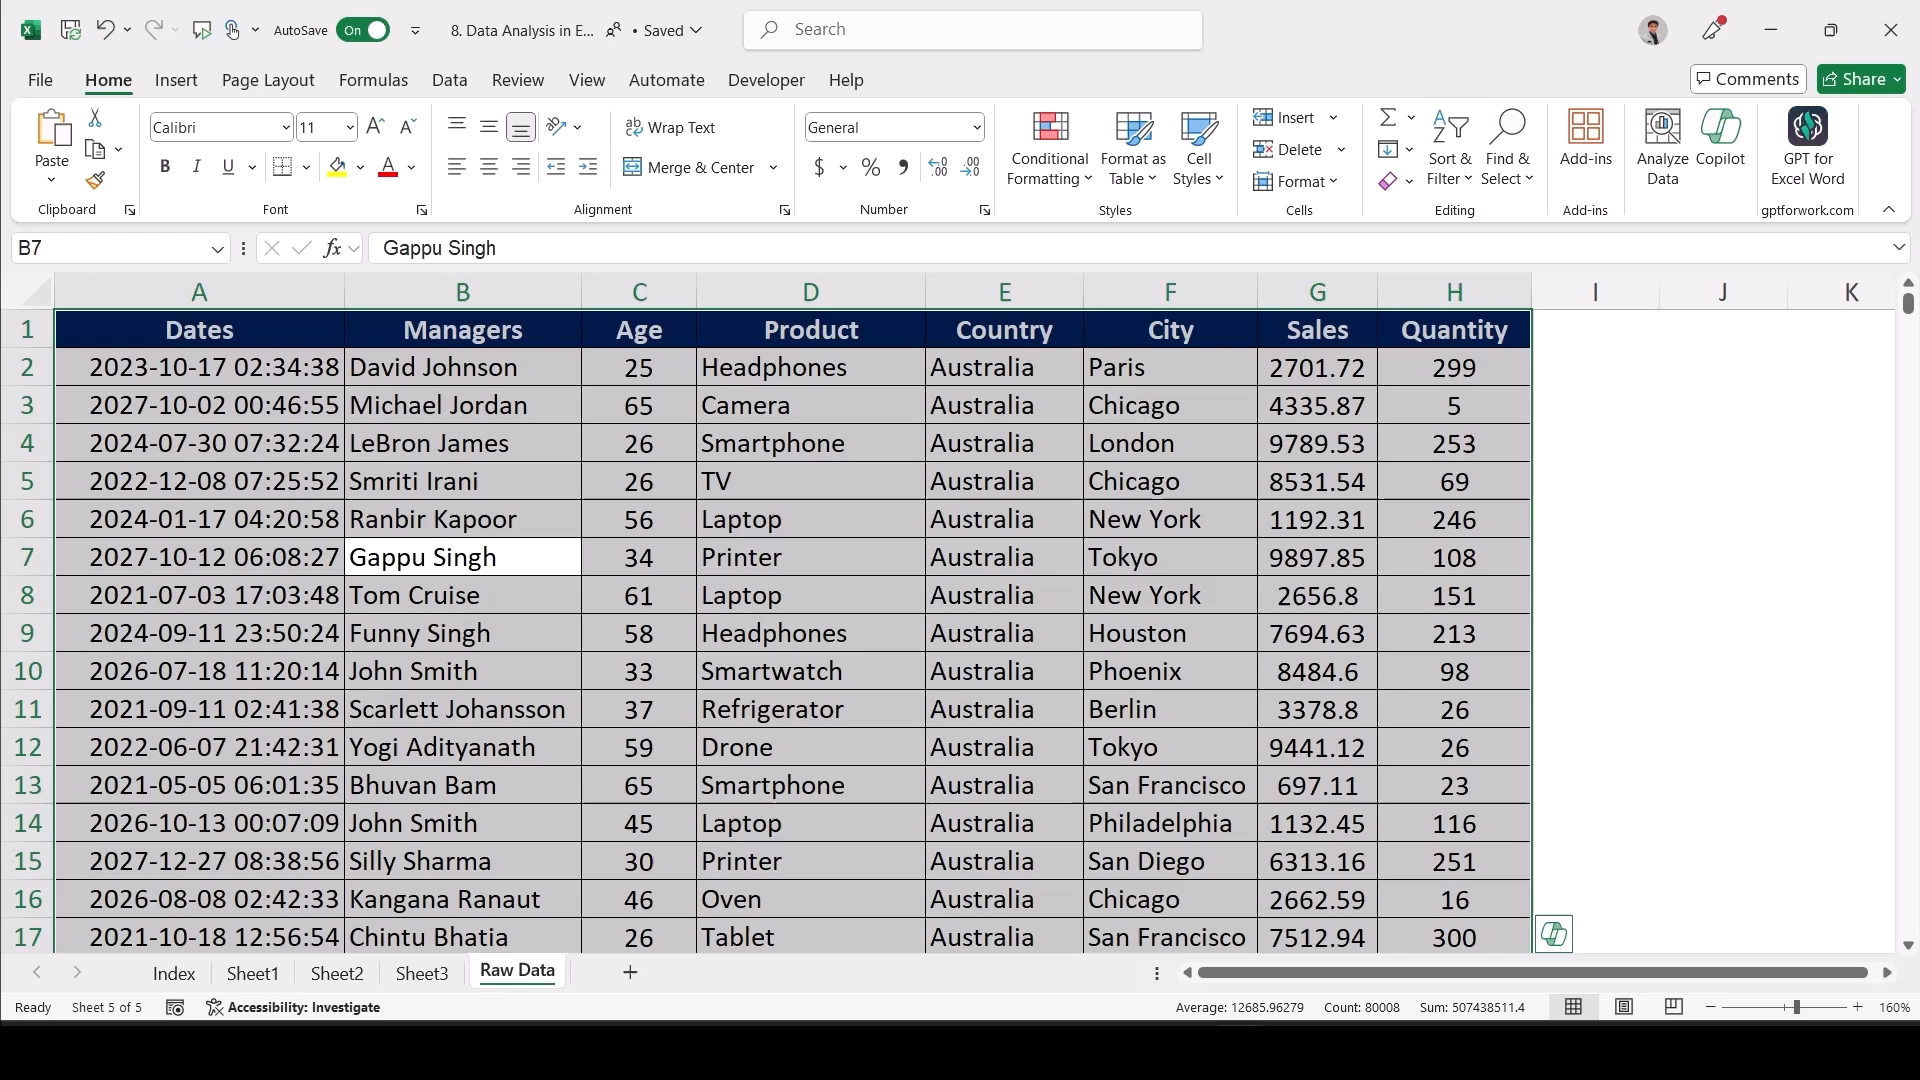 AutoSave On 8. Data Analysis in E... • Saved Search
File Home Insert Page Layout Formulas Data Review View Automate Developer Help Comments Share
Paste
Clipboard
Calibri 11
B I U A
Font
Wrap Text
Merge & Center
Alignment
General
$ %
Number
Conditional Formatting
Format as Table
Cell Styles
Styles
Insert
Delete
Format
Cells
Sort & Filter
Find & Select
Editing
Add-ins
Add-ins
Analyze Data
Copilot
GPT for Excel Word
gptforwork.com
B7 fx Gappu Singh
A B C D E F G H I J K
1 Dates Managers Age Product Country City Sales Quantity
2 2023-10-17 02:34:38 David Johnson 25 Headphones Australia Paris 2701.72 299
3 2027-10-02 00:46:55 Michael Jordan 65 Camera Australia Chicago 4335.87 5
4 2024-07-30 07:32:24 LeBron James 26 Smartphone Australia London 9789.53 253
5 2022-12-08 07:25:52 Smriti Irani 26 TV Australia Chicago 8531.54 69
6 2024-01-17 04:20:58 Ranbir Kapoor 56 Laptop Australia New York 1192.31 246
7 2027-10-12 06:08:27 Gappu Singh 34 Printer Australia Tokyo 9897.85 108
8 2021-07-03 17:03:48 Tom Cruise 61 Laptop Australia New York 2656.8 151
9 2024-09-11 23:50:24 Funny Singh 58 Headphones Australia Houston 7694.63 213
10 2026-07-18 11:20:14 John Smith 33 Smartwatch Australia Phoenix 8484.6 98
11 2021-09-11 02:41:38 Scarlett Johansson 37 Refrigerator Australia Berlin 3378.8 26
12 2022-06-07 21:42:31 Yogi Adityanath 59 Drone Australia Tokyo 9441.12 26
13 2021-05-05 06:01:35 Bhuvan Bam 65 Smartphone Australia San Francisco 697.11 23
14 2026-10-13 00:07:09 John Smith 45 Laptop Australia Philadelphia 1132.45 116
15 2027-12-27 08:38:56 Silly Sharma 30 Printer Australia San Diego 6313.16 251
16 2026-08-08 02:42:33 Kangana Ranaut 46 Oven Australia Chicago 2662.59 16
17 2021-10-18 12:56:54 Chintu Bhatia 26 Tablet Australia San Francisco 7512.94 300
Index Sheet1 Sheet2 Sheet3 Raw Data
Ready Sheet 5 of 5 Accessibility: Investigate Average: 12685.96279 Count: 80008 Sum: 507438511.4 160%